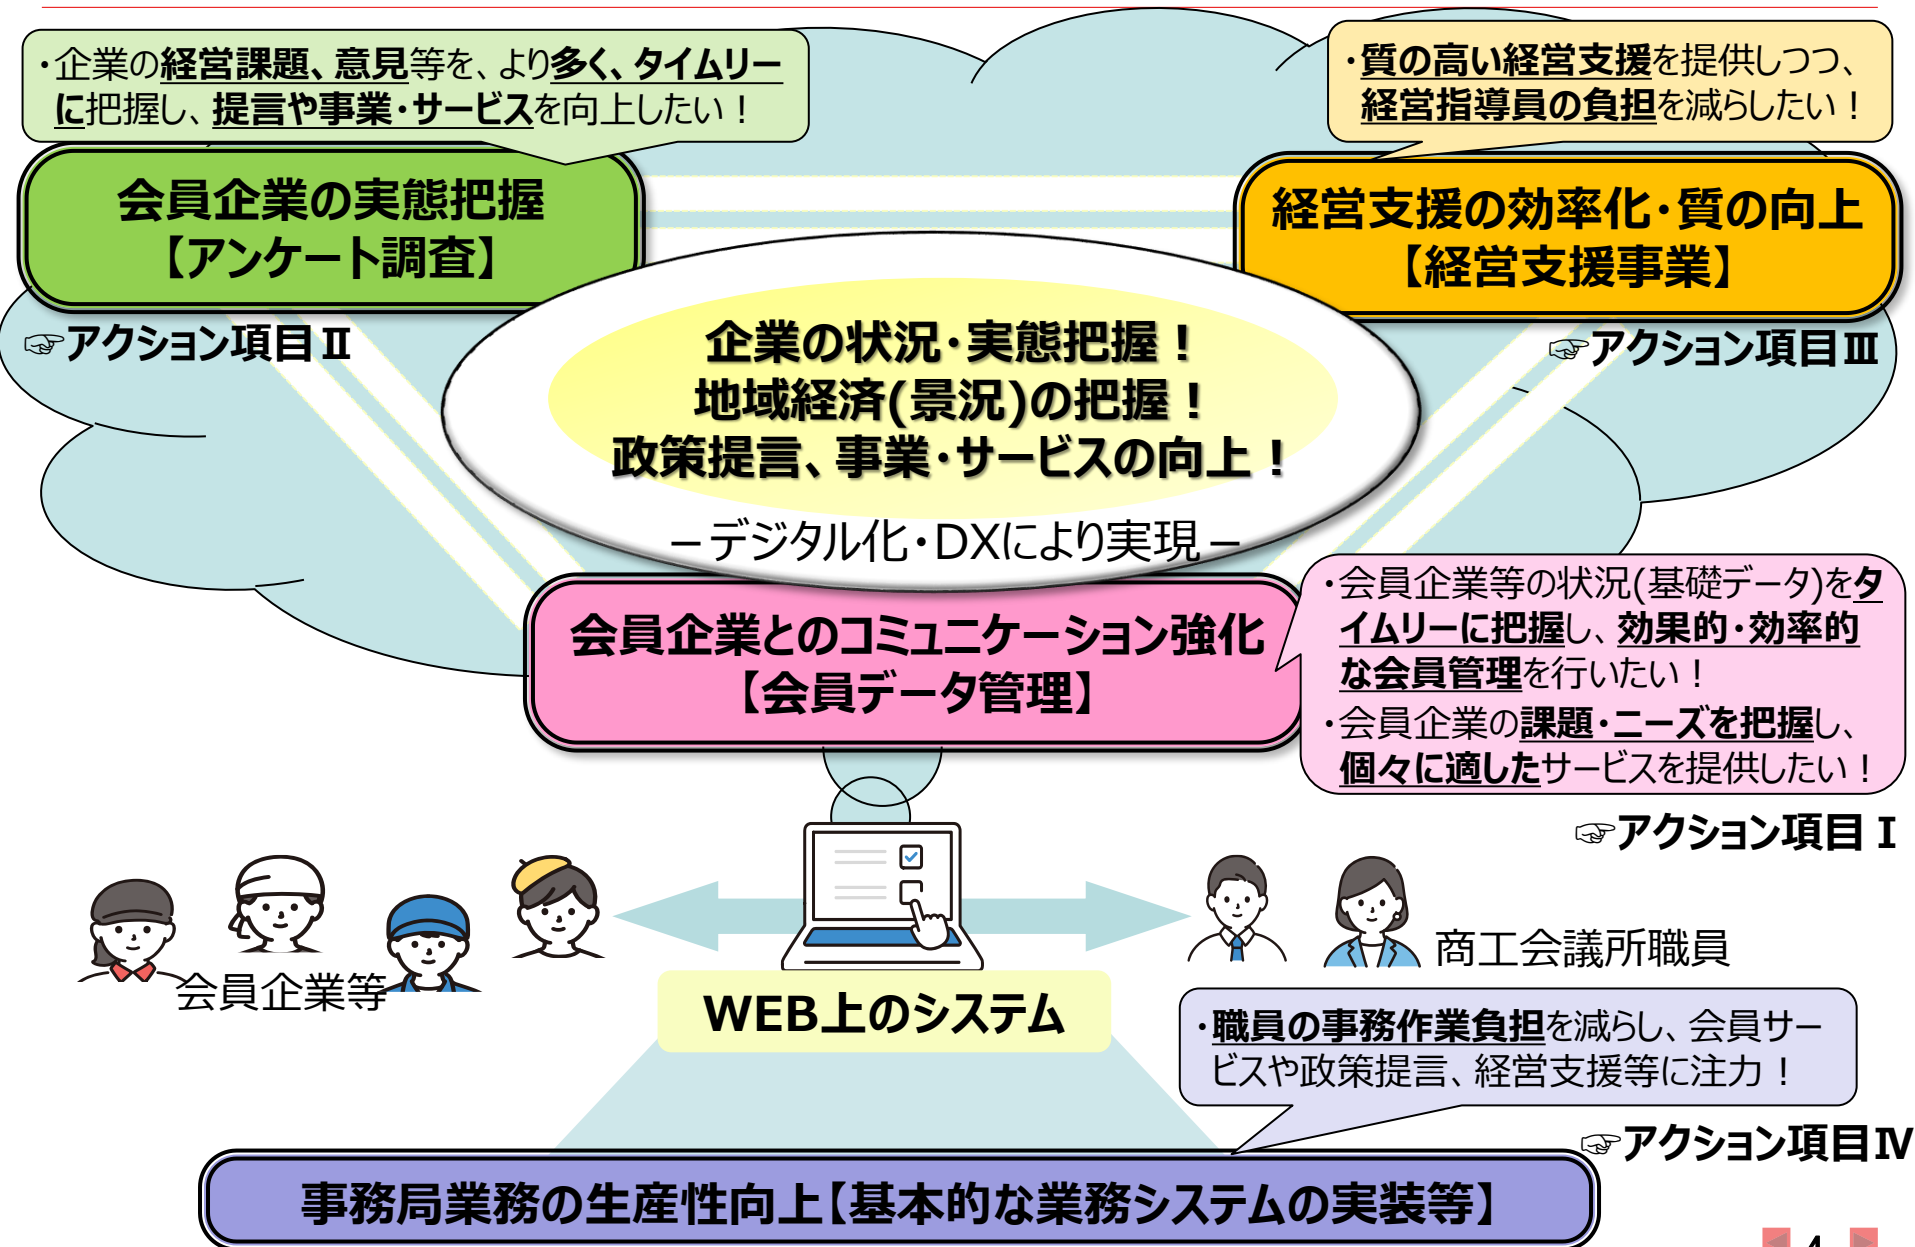 ・企業の経営課題、意見等を、より多く、タイムリー
に把握し、提言や事業・サービスを向上したい！
・質の高い経営支援を提供しつつ、
経営指導員の負担を減らしたい！
会員企業の実態把握
【アンケート調査】
経営支援の効率化・質の向上
【経営支援事業】
☞アクション項目Ⅱ
☞アクション項目Ⅲ
企業の状況・実態把握！
地域経済(景況)の把握！
政策提言、事業・サービスの向上！
－デジタル化・DXにより実現－
会員企業とのコミュニケーション強化
【会員データ管理】
・会員企業等の状況(基礎データ)をタ
イムリーに把握し、効果的・効率的
な会員管理を行いたい！
・会員企業の課題・ニーズを把握し、
個々に適したサービスを提供したい！
☞アクション項目Ⅰ
会員企業等
商工会議所職員
WEB上のシステム
・職員の事務作業負担を減らし、会員サー
ビスや政策提言、経営支援等に注力！
☞アクション項目Ⅳ
事務局業務の生産性向上【基本的な業務システムの実装等】
4